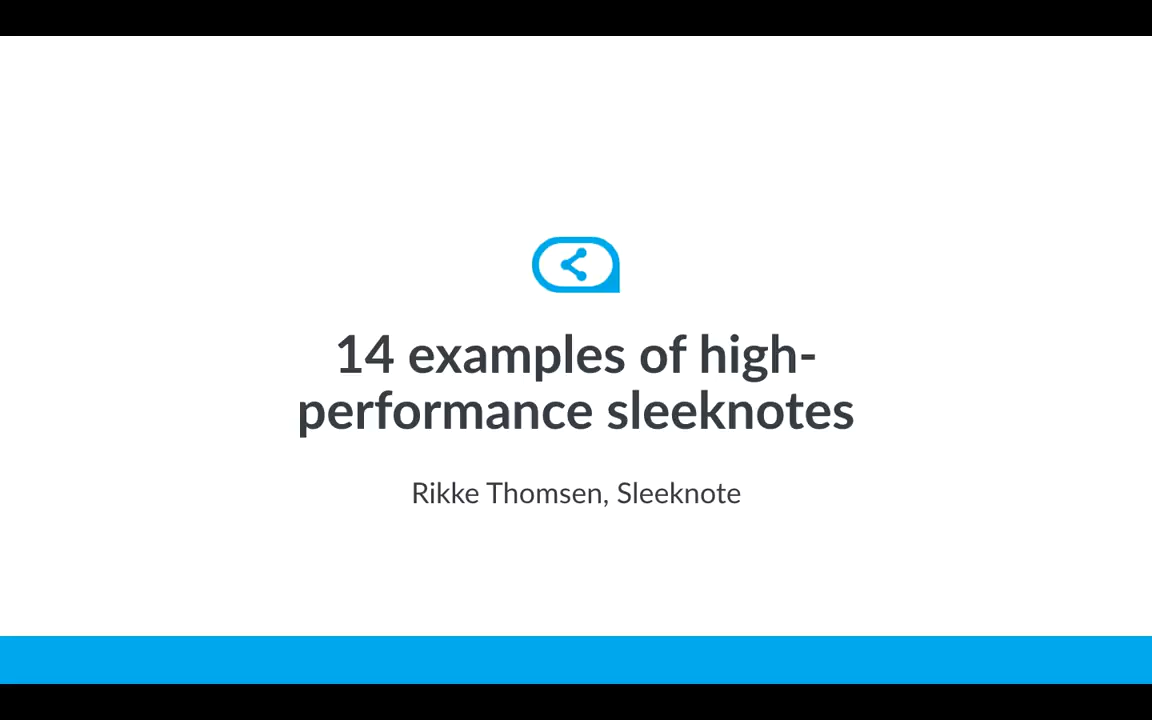 14 examples of high-
performance sleeknotes
Rikke Thomsen, Sleeknote